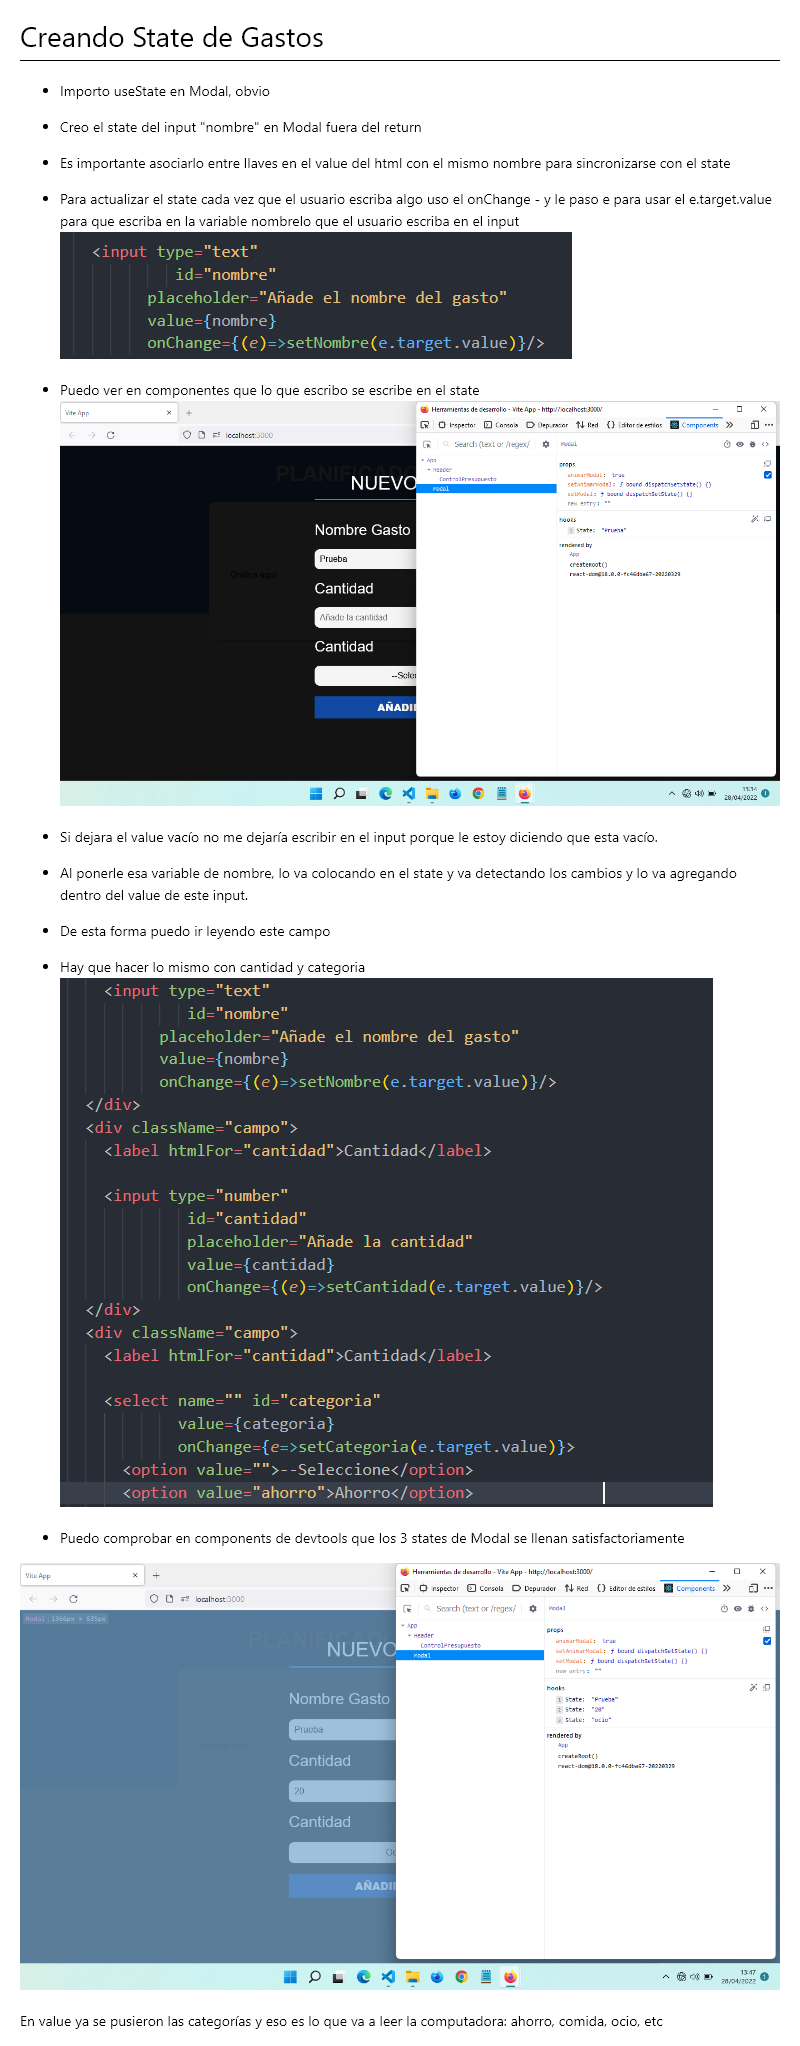 Creando State de Gastos
Importo useState en Modal, obvio
Creo el state del input "nombre" en Modal fuera del return
Es importante asociarlo entre llaves en el value del html con el mismo nombre para sincronizarse con el state
Para actualizar el state cada vez que el usuario escriba algo uso el onChange - y le paso e para usar el e.target.value
para que escriba en la variable nombrelo que el usuario escriba en el input
<input type="text"
id="nombre"
placeholder="Añade el nombre del gasto"
value={nombre}
onChange={(e)=>setNombre(e.target.value)}/>
Puedo ver en componentes que lo que escribo se escribe en el state
Vite App
localhost:3000
PLANIFICADO
NUEVO
Nombre Gasto
Prueba
Gráfica aquí
Cantidad
Añade la cantidad
Cantidad
--Selec
AÑADI
Herramientas de desarrollo - Vite App - http://localhost:3000/
Inspector Consola Depurador Red Editor de estilos Components
Search (text or /regex/
Modal
App
Header
ControlPresupuesto
Modal
props
animarModal: true
setAnimarModal: ƒ bound dispatchSetState() {}
setModal: ƒ bound dispatchSetState() {}
new entry: ""
hooks
1 State: "Prueba"
rendered by
App
createRoot()
react-dom@18.0.0-fc46dba67-20220329
13:34
28/04/2022
Si dejara el value vacío no me dejaría escribir en el input porque le estoy diciendo que esta vacío.
Al ponerle esa variable de nombre, lo va colocando en el state y va detectando los cambios y lo va agregando
dentro del value de este input.
De esta forma puedo ir leyendo este campo
Hay que hacer lo mismo con cantidad y categoria
<input type="text"
id="nombre"
placeholder="Añade el nombre del gasto"
value={nombre}
onChange={(e)=>setNombre(e.target.value)}/>
</div>
<div className="campo">
<label htmlFor="cantidad">Cantidad</label>
<input type="number"
id="cantidad"
placeholder="Añade la cantidad"
value={cantidad}
onChange={(e)=>setCantidad(e.target.value)}/>
</div>
<div className="campo">
<label htmlFor="cantidad">Cantidad</label>
<select name="" id="categoria"
value={categoria}
onChange={e=>setCategoria(e.target.value)}>
<option value="">--Seleccione</option>
<option value="ahorro">Ahorro</option>
Puedo comprobar en components de devtools que los 3 states de Modal se llenan satisfactoriamente
Vite App
localhost:3000
Modal | 1366px × 635px
NUEVO
Nombre Gasto
Prueba
Cantidad
20
Cantidad
Oc
AÑADI
Herramientas de desarrollo - Vite App - http://localhost:3000/
Inspector Consola Depurador Red Editor de estilos Components
Search (text or /regex/
Modal
App
Header
ControlPresupuesto
Modal
props
animarModal: true
setAnimarModal: ƒ bound dispatchSetState() {}
setModal: ƒ bound dispatchSetState() {}
new entry: ""
hooks
1 State: "Prueba"
2 State: "20"
3 State: "ocio"
rendered by
App
createRoot()
react-dom@18.0.0-fc46dba67-20220329
13:47
28/04/2022
En value ya se pusieron las categorías y eso es lo que va a leer la computadora: ahorro, comida, ocio, etc